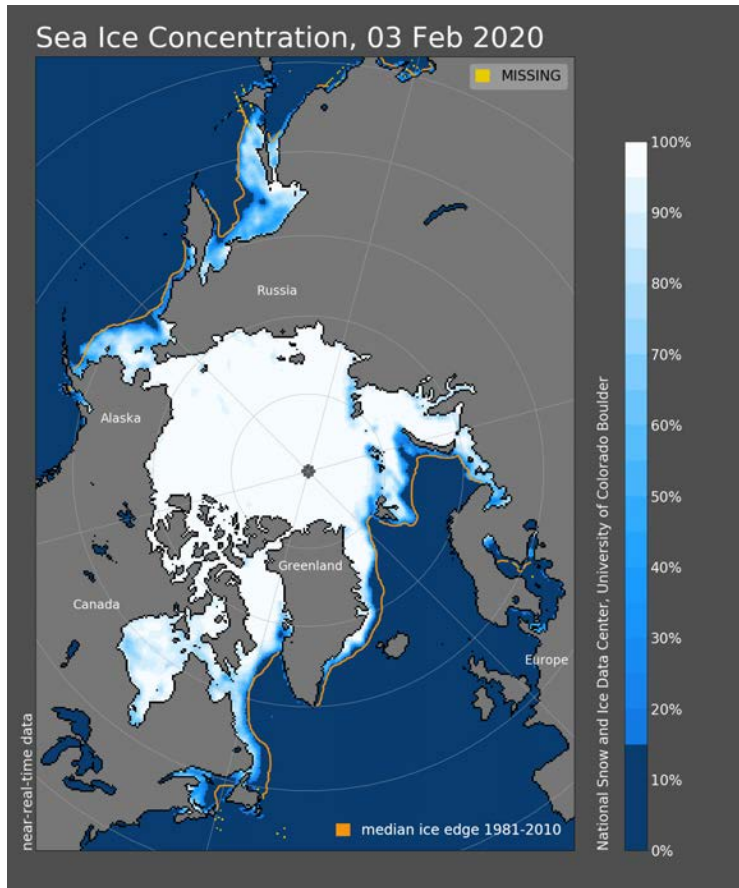 Sea Ice Concentration, 03 Feb 2020
MISSING
100%
90%
80%
70%
60%
50%
40%
30%
20%
10%
0%
Russia
Alaska
Greenland
Canada
Europe
near-real-time data
median ice edge 1981-2010
National Snow and Ice Data Center, University of Colorado Boulder